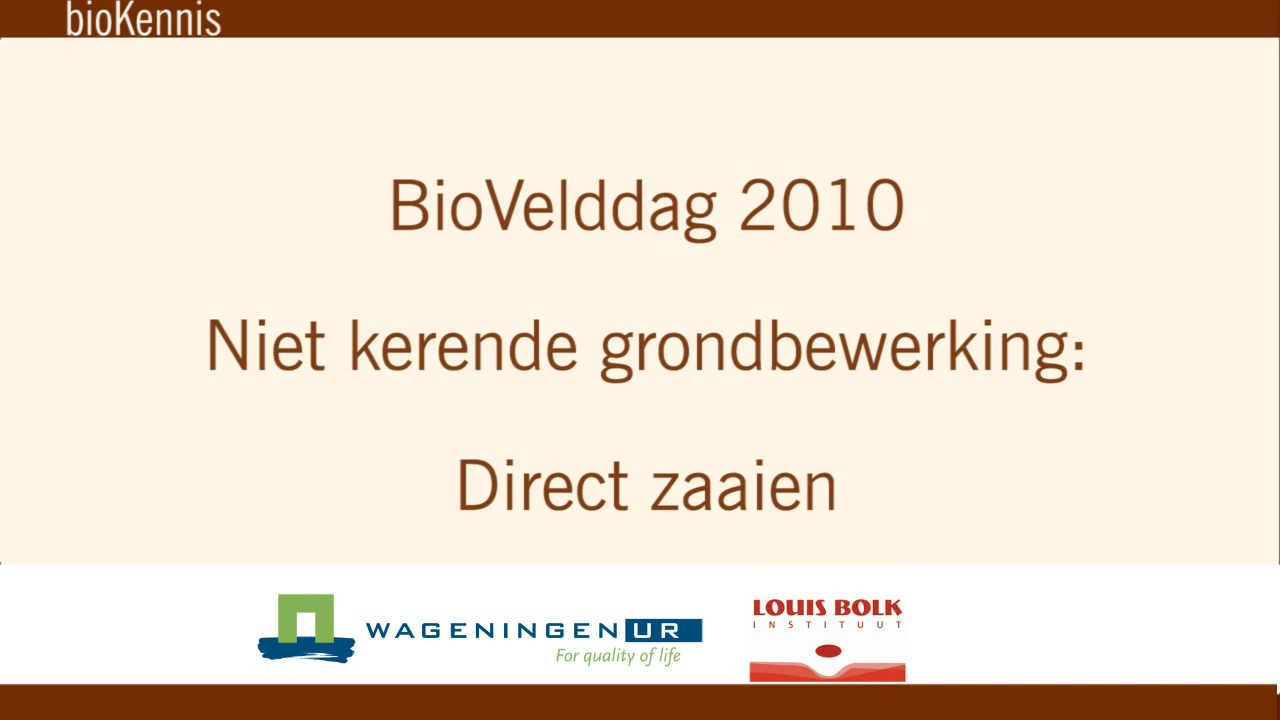 bioKennis
BioVelddag 2010
Niet kerende grondbewerking:
Direct zaaien
WAGENINGEN UR
For quality of life
LOUIS BOLK
INSTITUUT